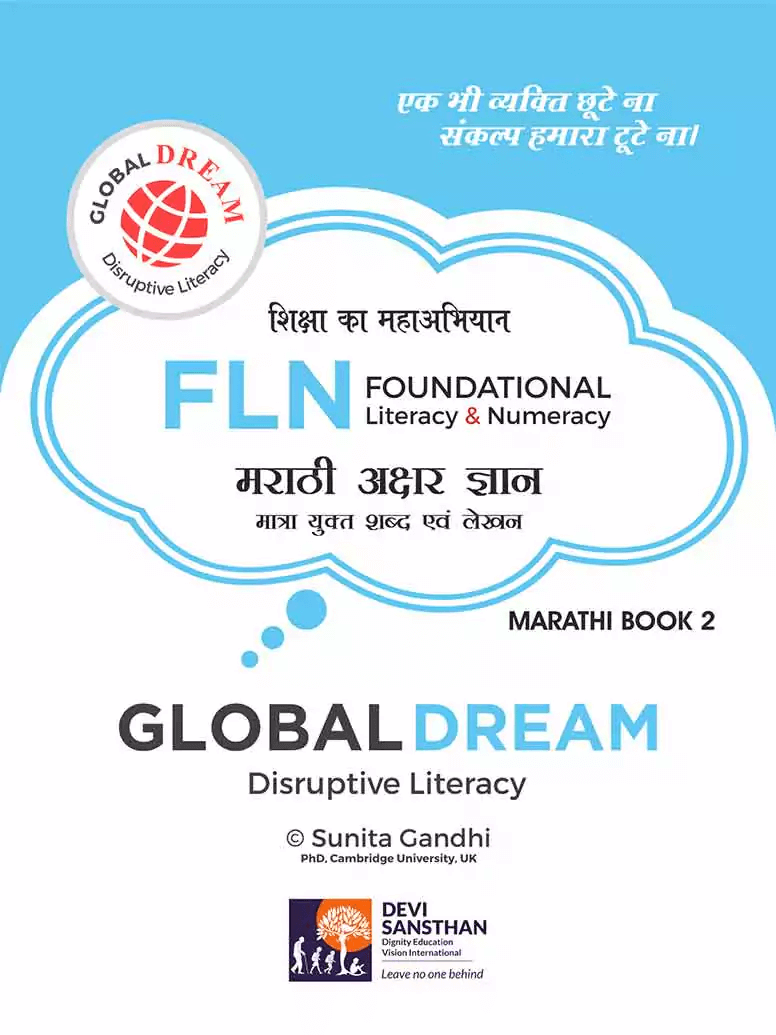 एक भी व्यक्ति छूटे ना
संकल्प हमारा टूटे ना।
GLOBAL DREAM
Disruptive Literacy
शिक्षा का महाअभियान
FLN FOUNDATIONAL
Literacy & Numeracy
मराठी अक्षर ज्ञान
मात्रा युक्त शब्द एवं लेखन
MARATHI BOOK 2
GLOBAL DREAM
Disruptive Literacy
© Sunita Gandhi
PhD, Cambridge University, UK
DEVI
SANSTHAN
Dignity Education
Vision International
Leave no one behind